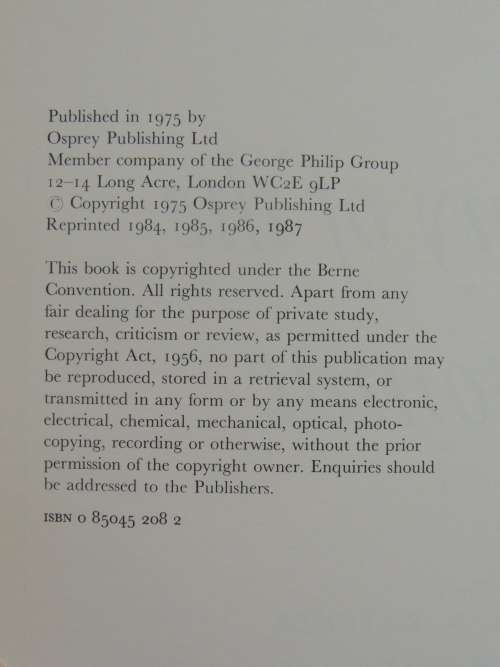 Published in 1975 by
Osprey Publishing Ltd
Member company of the George Philip Group
12–14 Long Acre, London WC2E 9LP
© Copyright 1975 Osprey Publishing Ltd
Reprinted 1984, 1985, 1986, 1987
This book is copyrighted under the Berne
Convention. All rights reserved. Apart from any
fair dealing for the purpose of private study,
research, criticism or review, as permitted under the
Copyright Act, 1956, no part of this publication may
be reproduced, stored in a retrieval system, or
transmitted in any form or by any means electronic,
electrical, chemical, mechanical, optical, photo-
copying, recording or otherwise, without the prior
permission of the copyright owner. Enquiries should
be addressed to the Publishers.
ISBN 0 85045 208 2